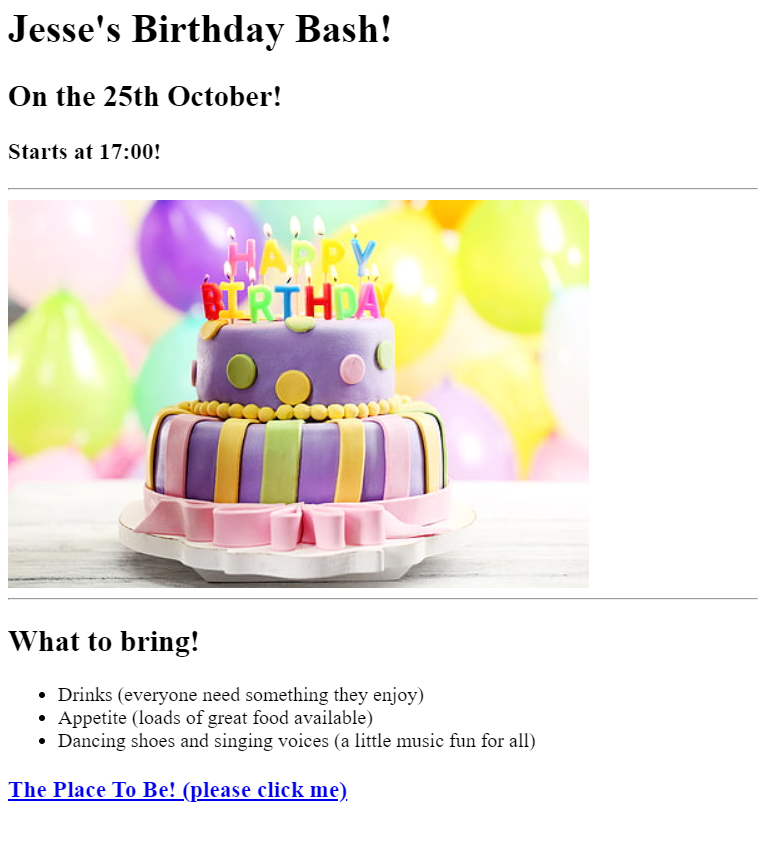 Jesse's Birthday Bash!
On the 25th October!
Starts at 17:00!
HAPPY
BIRTHDAY
What to bring!
Drinks (everyone need something they enjoy)
Appetite (loads of great food available)
Dancing shoes and singing voices (a little music fun for all)
The Place To Be! (please click me)